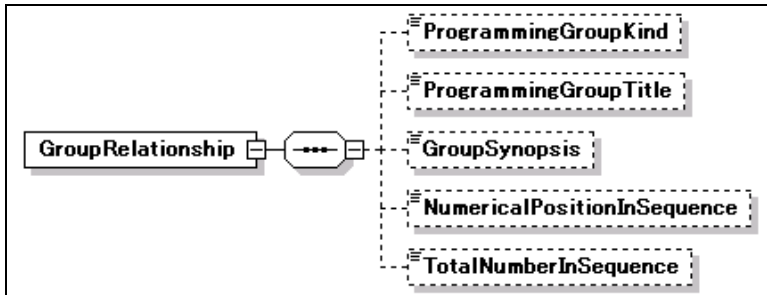 ProgrammingGroupKind
ProgrammingGroupTitle
GroupRelationship
GroupSynopsis
NumericalPositionInSequence
TotalNumberInSequence